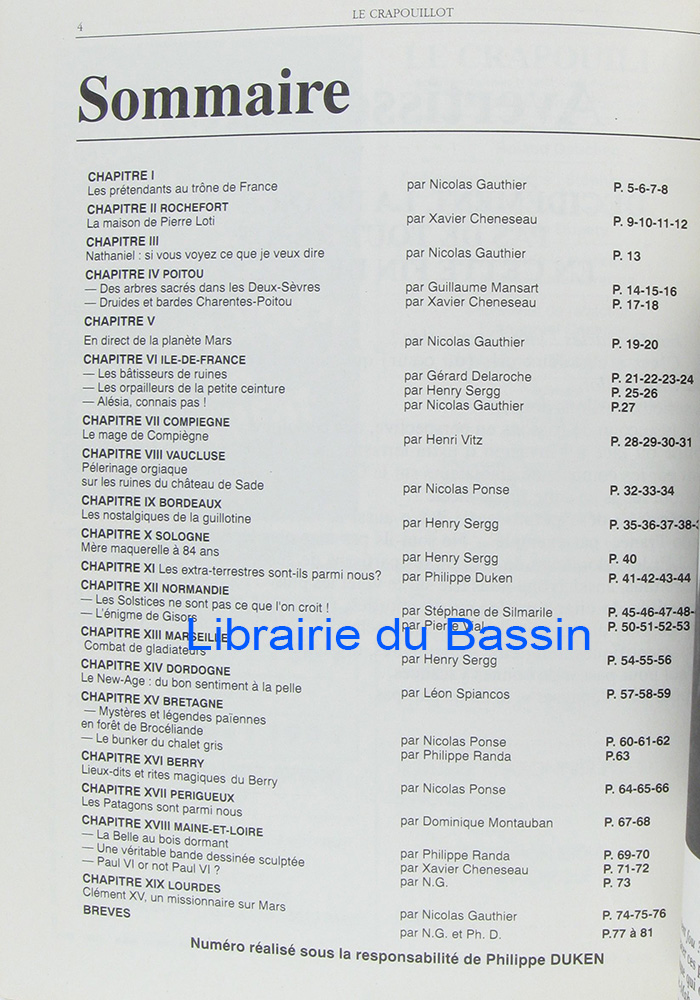 4
LE CRAPOUILLOT
Sommaire
CHAPITRE I
Les prétendants au trône de France par Nicolas Gauthier P. 5-6-7-8
CHAPITRE II ROCHEFORT
La maison de Pierre Loti par Xavier Cheneseau P. 9-10-11-12
CHAPITRE III
Nathaniel : si vous voyez ce que je veux dire par Nicolas Gauthier P. 13
CHAPITRE IV POITOU
— Des arbres sacrés dans les Deux-Sèvres par Guillaume Mansart P. 14-15-16
— Druides et bardes Charentes-Poitou par Xavier Cheneseau P. 17-18
CHAPITRE V
En direct de la planète Mars par Nicolas Gauthier P. 19-20
CHAPITRE VI ILE-DE-FRANCE
— Les bâtisseurs de ruines par Gérard Delaroche P. 21-22-23-24
— Les orpailleurs de la petite ceinture par Henry Sergg P. 25-26
— Alésia, connais pas ! par Nicolas Gauthier P.27
CHAPITRE VII COMPIEGNE
Le mage de Compiègne par Henri Vitz P. 28-29-30-31
CHAPITRE VIII VAUCLUSE
Pélerinage orgiaque
sur les ruines du château de Sade par Nicolas Ponse P. 32-33-34
CHAPITRE IX BORDEAUX
Les nostalgiques de la guillotine par Henry Sergg P. 35-36-37-38-
CHAPITRE X SOLOGNE
Mère maquerelle à 84 ans par Henry Sergg P. 40
CHAPITRE XI Les extra-terrestres sont-ils parmi nous? par Philippe Duken P. 41-42-43-44
CHAPITRE XII NORMANDIE
— Les Solstices ne sont pas ce que l'on croit ! par Stéphane de Silmarile P. 45-46-47-48-
— L'énigme de Gisors par Pierre Vial P. 50-51-52-53
Librairie du Bassin
CHAPITRE XIII MARSEILLE
Combat de gladiateurs par Henry Sergg P. 54-55-56
CHAPITRE XIV DORDOGNE
Le New-Age : du bon sentiment à la pelle par Léon Spiancos P. 57-58-59
CHAPITRE XV BRETAGNE
— Mystères et légendes païennes
en forêt de Brocéliande par Nicolas Ponse P. 60-61-62
— Le bunker du chalet gris par Philippe Randa P.63
CHAPITRE XVI BERRY
Lieux-dits et rites magiques du Berry par Nicolas Ponse P. 64-65-66
CHAPITRE XVII PERIGUEUX
Les Patagons sont parmi nous par Dominique Montauban P. 67-68
CHAPITRE XVIII MAINE-ET-LOIRE
— La Belle au bois dormant par Philippe Randa P. 69-70
— Une véritable bande dessinée sculptée par Xavier Cheneseau P. 71-72
— Paul VI or not Paul VI ? par N.G. P. 73
CHAPITRE XIX LOURDES
Clément XV, un missionnaire sur Mars par Nicolas Gauthier P. 74-75-76
BREVES par N.G. et Ph. D. P.77 à 81
Numéro réalisé sous la responsabilité de Philippe DUKEN